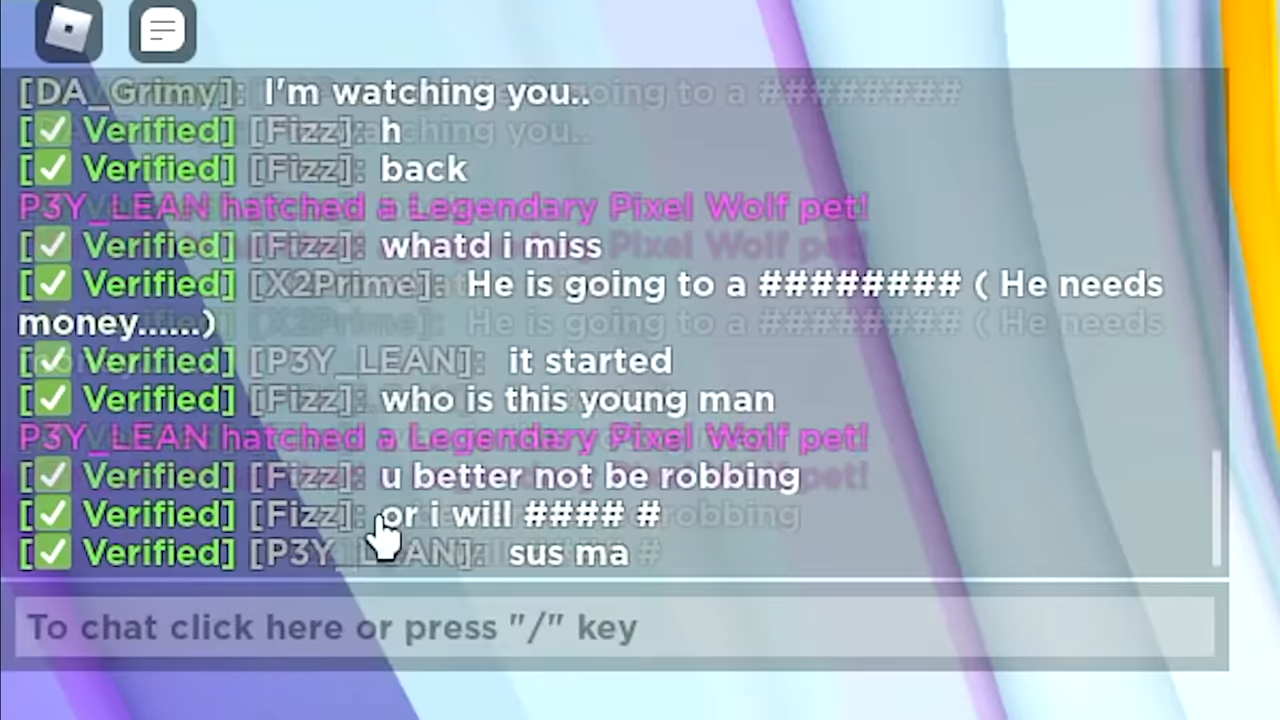 [DA_Grimy]: I'm watching you..
[✅ Verified] [Fizz]: h
[✅ Verified] [Fizz]: back
P3Y_LEAN hatched a Legendary Pixel Wolf pet!
[✅ Verified] [Fizz]: whatd i miss
[✅ Verified] [X2Prime]: He is going to a ######## ( He needs
money......)
[✅ Verified] [P3Y_LEAN]: it started
[✅ Verified] [Fizz]: who is this young man
P3Y_LEAN hatched a Legendary Pixel Wolf pet!
[✅ Verified] [Fizz]: u better not be robbing
[✅ Verified] [Fizz]: or i will #### #
[✅ Verified] [P3Y_LEAN]: sus ma
To chat click here or press "/" key